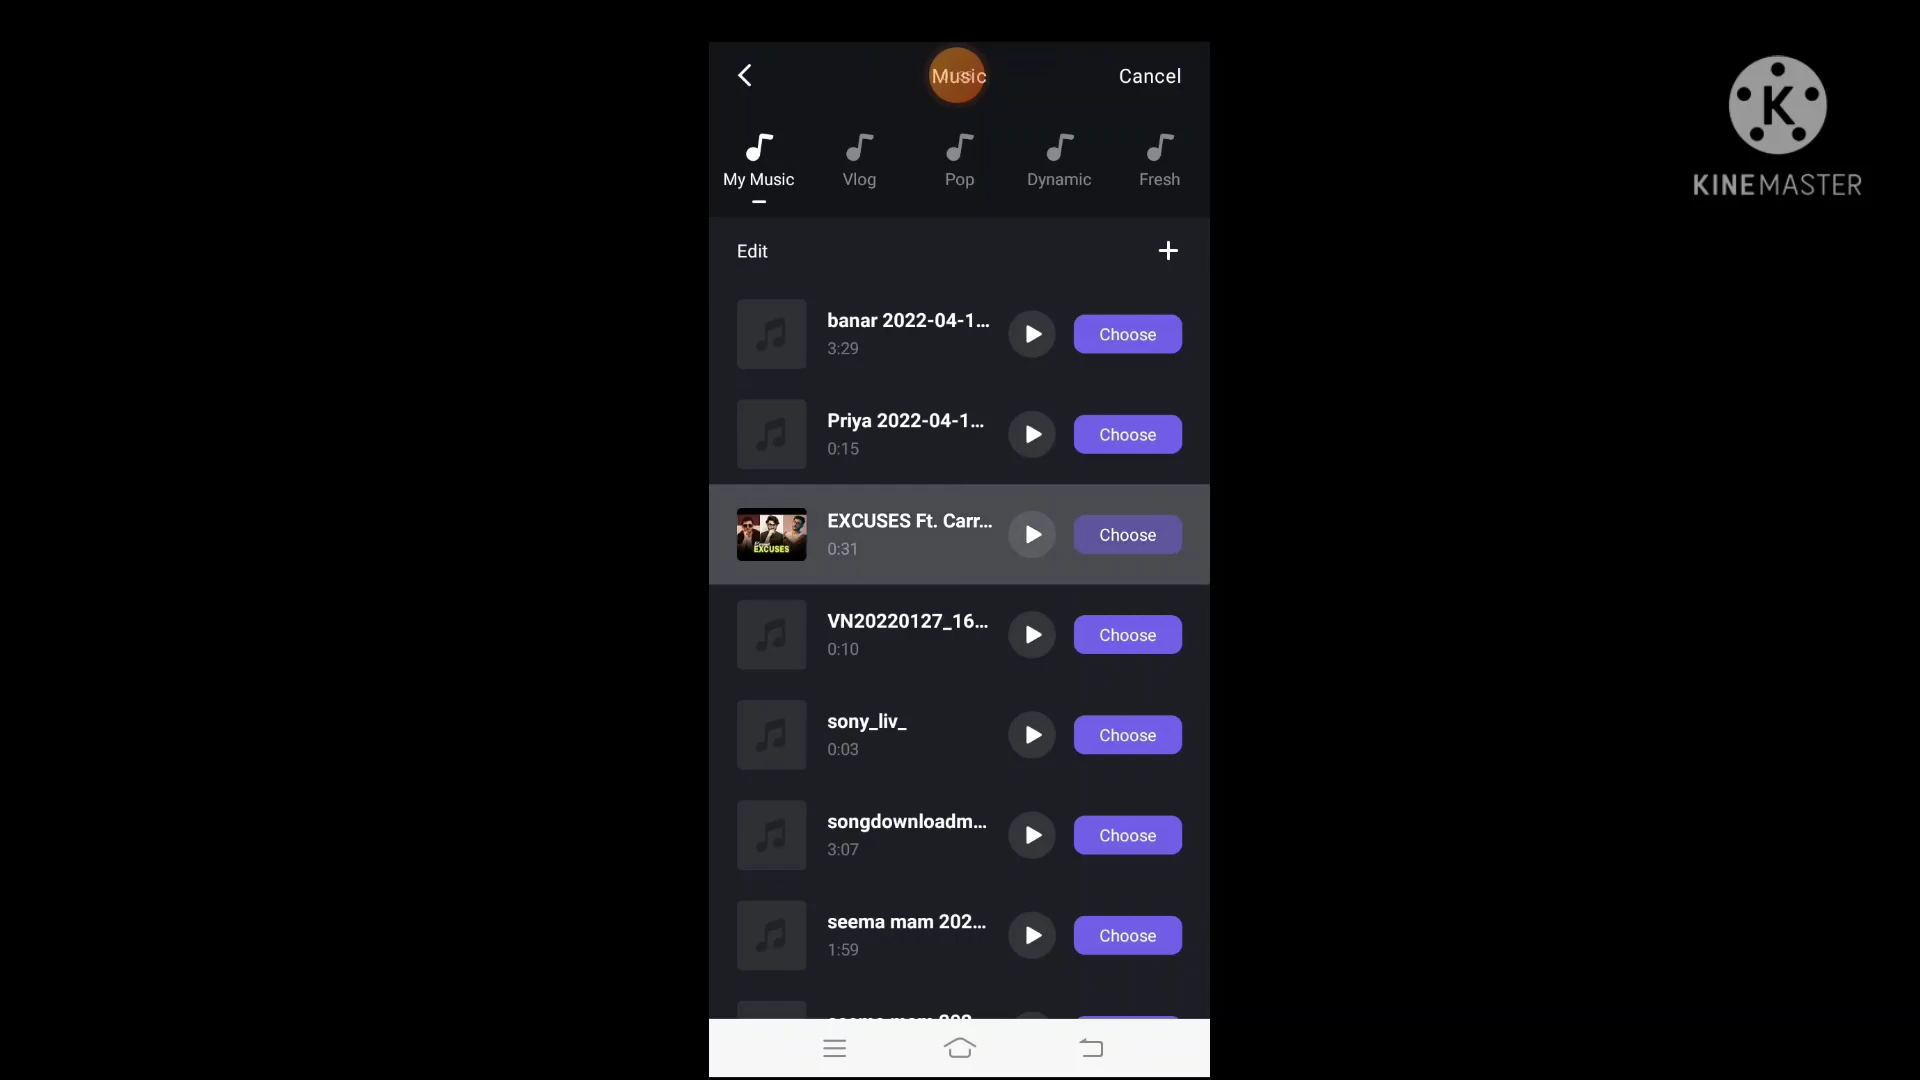 Music
Cancel
My Music
Vlog
Pop
Dynamic
Fresh
Edit
banar 2022-04-1...
3:29
Choose
Priya 2022-04-1...
0:15
Choose
EXCUSES Ft. Carr...
0:31
Choose
EXCUSES
VN20220127_16...
0:10
Choose
sony_liv_
0:03
Choose
songdownloadm...
3:07
Choose
seema mam 202...
1:59
Choose
K
KINEMASTER